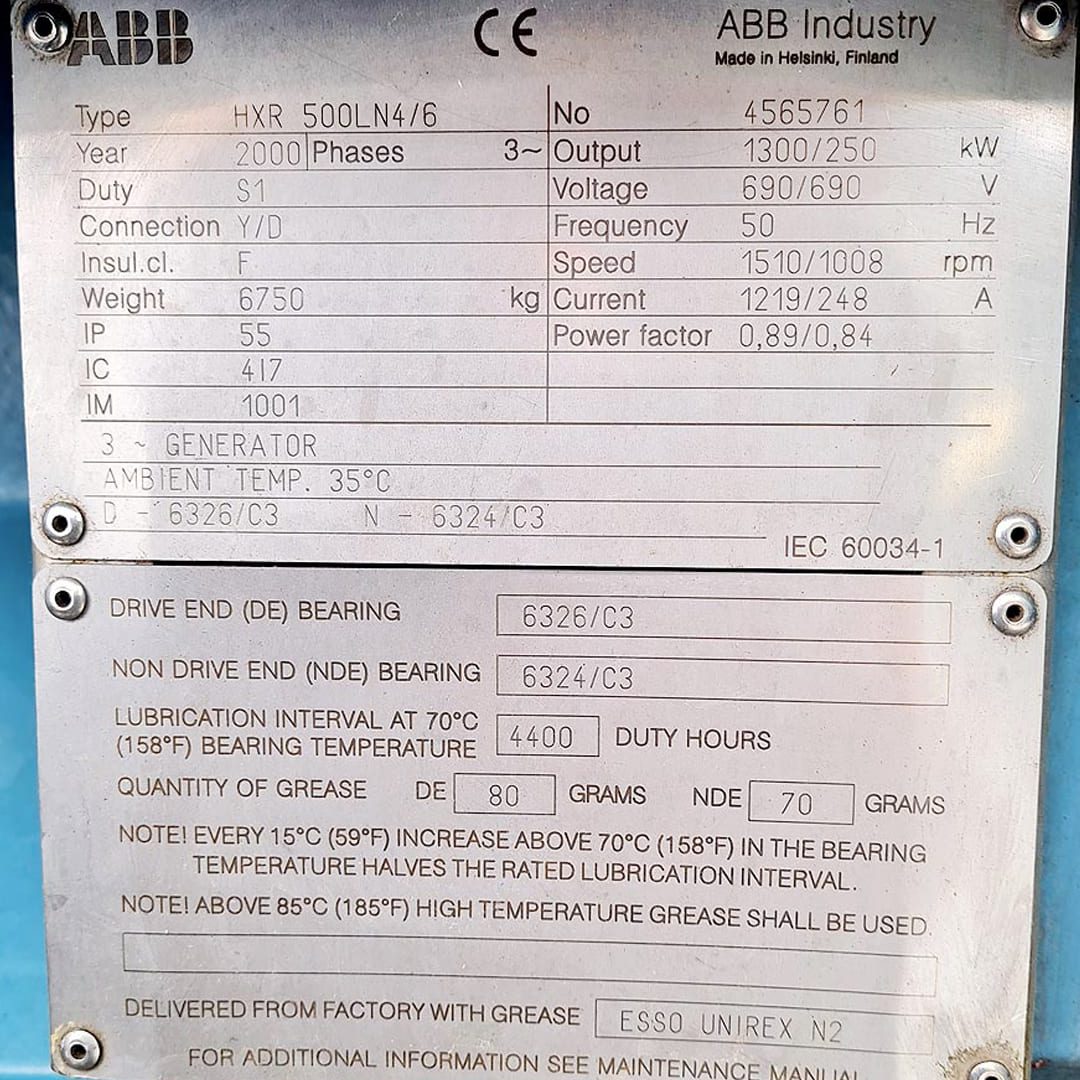 ABB CE ABB Industry
Made in Helsinki, Finland
Type HXR 500LN4/6 No 4565761
Year 2000 Phases 3~ Output 1300/250 kW
Duty S1 Voltage 690/690 V
Connection Y/D Frequency 50 Hz
Insul.cl. F Speed 1510/1008 rpm
Weight 6750 kg Current 1219/248 A
IP 55 Power factor 0,89/0,84
IC 417
IM 1001
3 ~ GENERATOR
AMBIENT TEMP. 35°C
D - 6326/C3 N - 6324/C3
IEC 60034-1
DRIVE END (DE) BEARING 6326/C3
NON DRIVE END (NDE) BEARING 6324/C3
LUBRICATION INTERVAL AT 70°C
(158°F) BEARING TEMPERATURE 4400 DUTY HOURS
QUANTITY OF GREASE DE 80 GRAMS NDE 70 GRAMS
NOTE! EVERY 15°C (59°F) INCREASE ABOVE 70°C (158°F) IN THE BEARING
TEMPERATURE HALVES THE RATED LUBRICATION INTERVAL.
NOTE! ABOVE 85°C (185°F) HIGH TEMPERATURE GREASE SHALL BE USED.
DELIVERED FROM FACTORY WITH GREASE ESSO UNIREX N2
FOR ADDITIONAL INFORMATION SEE MAINTENANCE MANUAL